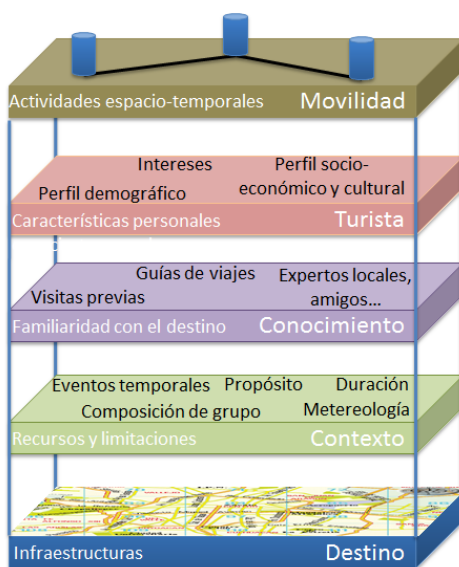 Actividades espacio-temporales Movilidad
Intereses Perfil socio-
Perfil demográfico económico y cultural
Características personales Turista
Guías de viajes Expertos locales,
Visitas previas amigos...
Familiaridad con el destino Conocimiento
Eventos temporales Propósito Duración
Composición de grupo Metereología
Recursos y limitaciones Contexto
Infraestructuras Destino